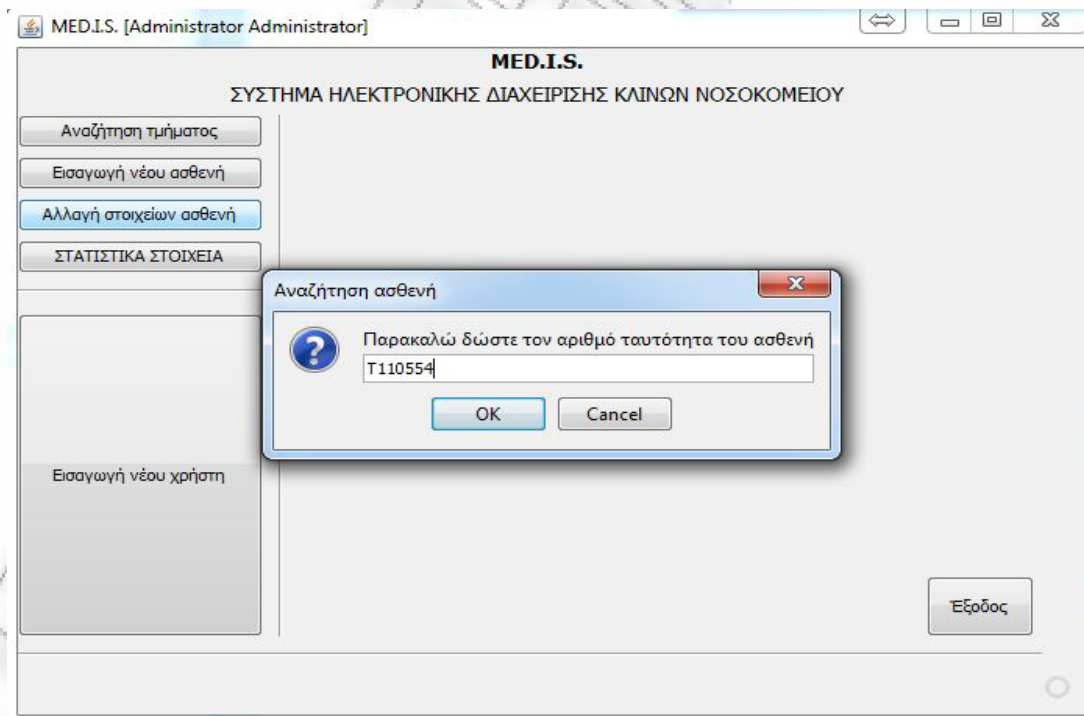 MED.I.S. [Administrator Administrator]
MED.I.S.
ΣΥΣΤΗΜΑ ΗΛΕΚΤΡΟΝΙΚΗΣ ΔΙΑΧΕΙΡΙΣΗΣ ΚΛΙΝΩΝ ΝΟΣΟΚΟΜΕΙΟΥ
Αναζήτηση τμήματος
Εισαγωγή νέου ασθενή
Αλλαγή στοιχείων ασθενή
ΣΤΑΤΙΣΤΙΚΑ ΣΤΟΙΧΕΙΑ
Αναζήτηση ασθενή
Παρακαλώ δώστε τον αριθμό ταυτότητα του ασθενή
T110554
OK Cancel
Εισαγωγή νέου χρήστη
Έξοδος